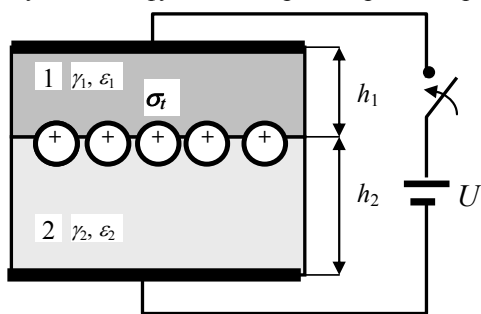 1 γ₁, ε₁
σₜ
h₁
+ + + + +
h₂
U
2 γ₂, ε₂